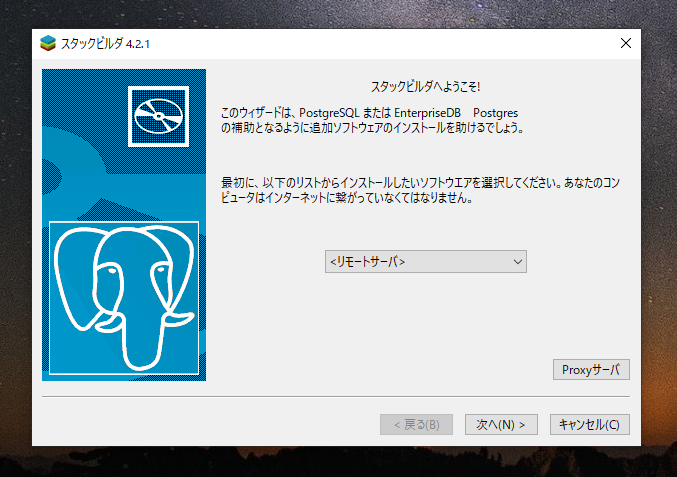 スタックビルダ 4.2.1
スタックビルダへようこそ!
このウィザードは、PostgreSQL または EnterpriseDB　Postgres
の補助となるように追加ソフトウェアのインストールを助けるでしょう。
最初に、以下のリストからインストールしたいソフトウエアを選択してください。あなたのコン
ピュータはインターネットに繋がっていなくてはなりません。
<リモートサーバ>
Proxyサーバ
< 戻る(B)
次へ(N) >
キャンセル(C)